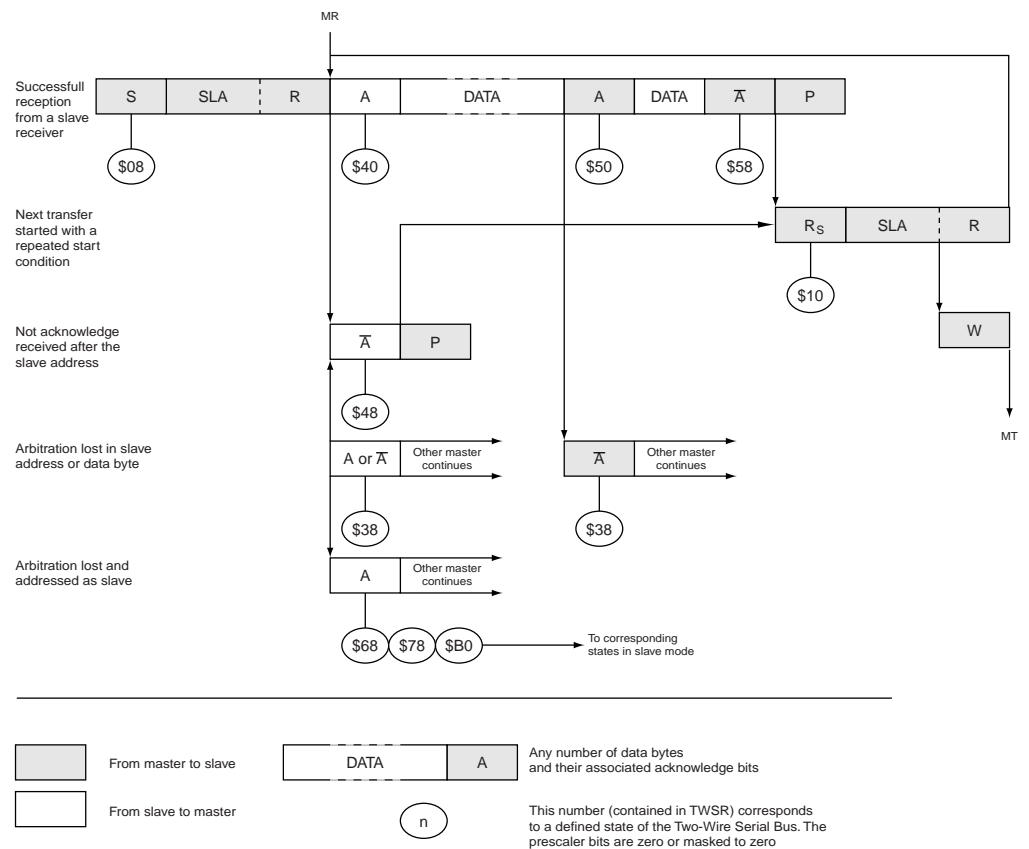 MR
Successfull
reception
from a slave
receiver
S SLA R A DATA A DATA A̅ P
$08 $40 $50 $58
Next transfer
started with a
repeated start
condition
RS SLA R
$10
Not acknowledge
received after the
slave address
A̅ P
W
$48
MT
Arbitration lost in slave
address or data byte
A or A̅ Other master
continues
A̅ Other master
continues
$38 $38
Arbitration lost and
addressed as slave
A Other master
continues
$68 $78 $B0 To corresponding
states in slave mode
From master to slave
DATA A
Any number of data bytes
and their associated acknowledge bits
From slave to master
n
This number (contained in TWSR) corresponds
to a defined state of the Two-Wire Serial Bus. The
prescaler bits are zero or masked to zero